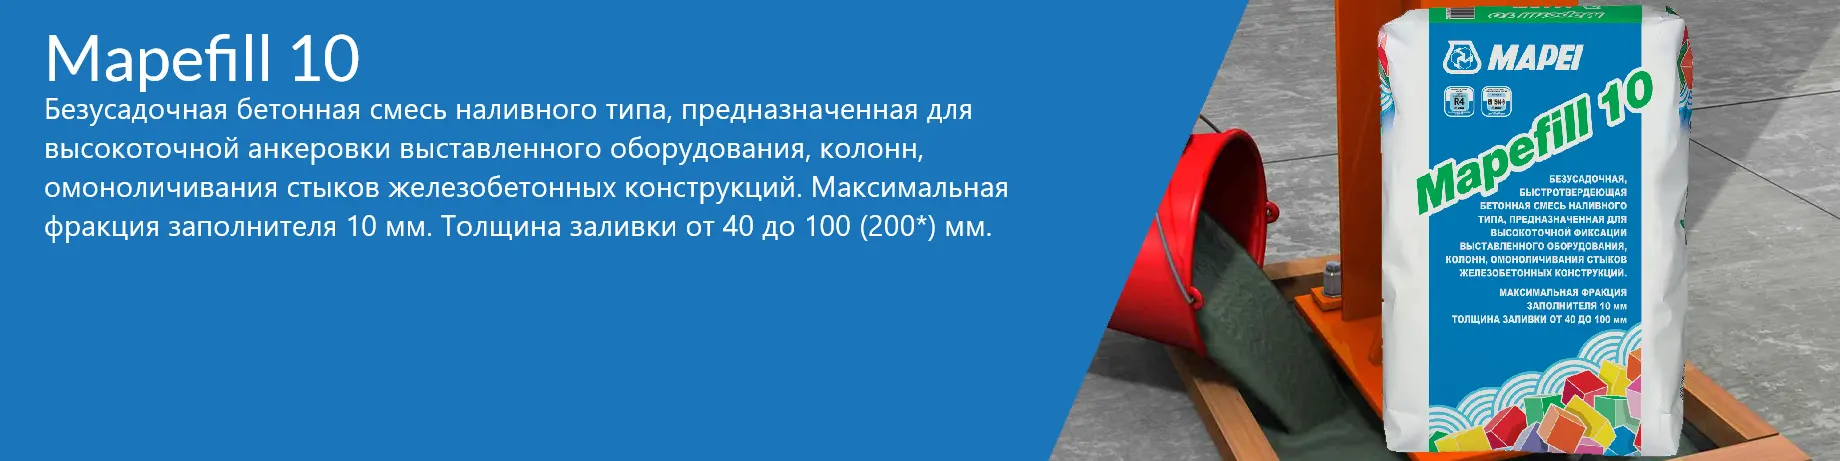 Mapefill 10
Безусадочная бетонная смесь наливного типа, предназначенная для
высокоточной анкеровки выставленного оборудования, колонн,
омоноличивания стыков железобетонных конструкций. Максимальная
фракция заполнителя 10 мм. Толщина заливки от 40 до 100 (200*) мм.
MAPEI
R4
Mapefill 10
БЕЗУСАДОЧНАЯ,
БЫСТРОТВЕРДЕЮЩАЯ
БЕТОННАЯ СМЕСЬ НАЛИВНОГО
ТИПА, ПРЕДНАЗНАЧЕННАЯ ДЛЯ
ВЫСОКОТОЧНОЙ ФИКСАЦИИ
ВЫСТАВЛЕННОГО ОБОРУДОВАНИЯ,
КОЛОНН, ОМОНОЛИЧИВАНИЯ СТЫКОВ
ЖЕЛЕЗОБЕТОННЫХ КОНСТРУКЦИЙ.
МАКСИМАЛЬНАЯ ФРАКЦИЯ
ЗАПОЛНИТЕЛЯ 10 мм
ТОЛЩИНА ЗАЛИВКИ ОТ 40 ДО 100 мм